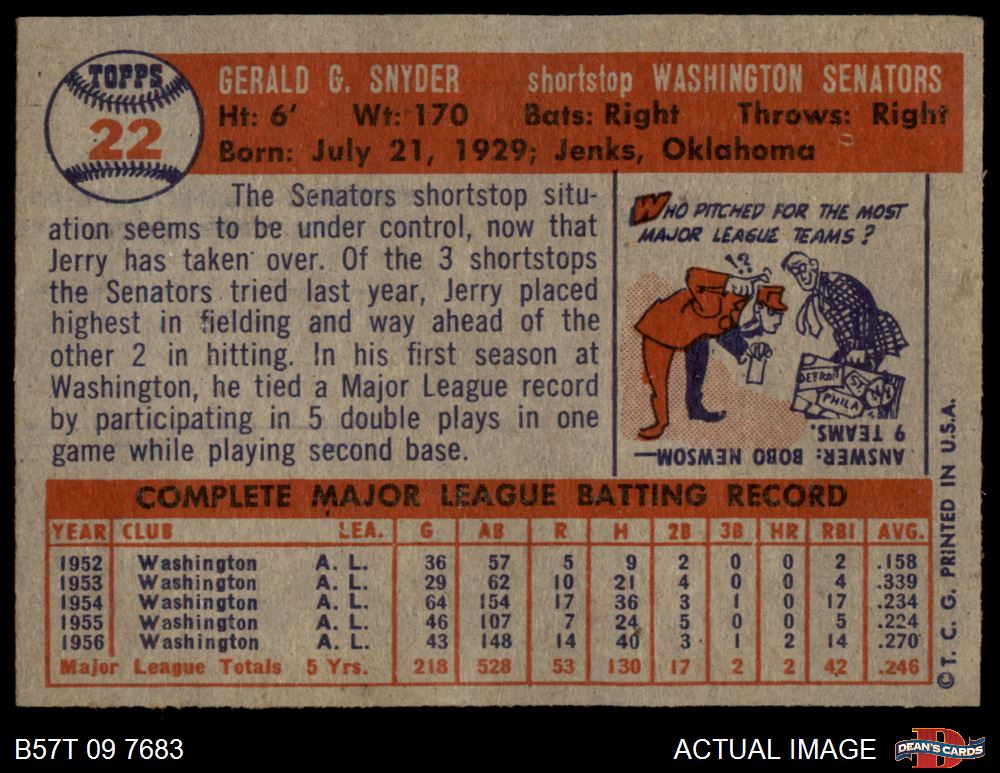 TOPPS
22
GERALD G. SNYDER shortstop WASHINGTON SENATORS
Ht: 6' Wt: 170 Bats: Right Throws: Right
Born: July 21, 1929; Jenks, Oklahoma
The Senators shortstop situ-
ation seems to be under control, now that
Jerry has taken over. Of the 3 shortstops
the Senators tried last year, Jerry placed
highest in fielding and way ahead of the
other 2 in hitting. In his first season at
Washington, he tied a Major League record
by participating in 5 double plays in one
game while playing second base.
WHO PITCHED FOR THE MOST
MAJOR LEAGUE TEAMS?
!?
DETROIT
PHILA
ANSWER: BOBO NEWSOM—
9 TEAMS.
COMPLETE MAJOR LEAGUE BATTING RECORD
YEAR CLUB LEA. G AB R H 2B 3B HR RBI AVG.
1952 Washington A. L. 36 57 5 9 2 0 0 2 .158
1953 Washington A. L. 29 62 10 21 4 0 0 4 .339
1954 Washington A. L. 64 154 17 36 3 1 0 17 .234
1955 Washington A. L. 46 107 7 24 5 0 0 5 .224
1956 Washington A. L. 43 148 14 40 3 1 2 14 .270
Major League Totals 5 Yrs. 218 528 53 130 17 2 2 42 .246
©T. C. G. PRINTED IN U.S.A.
B57T 09 7683
ACTUAL IMAGE
D
DEAN'S CARDS